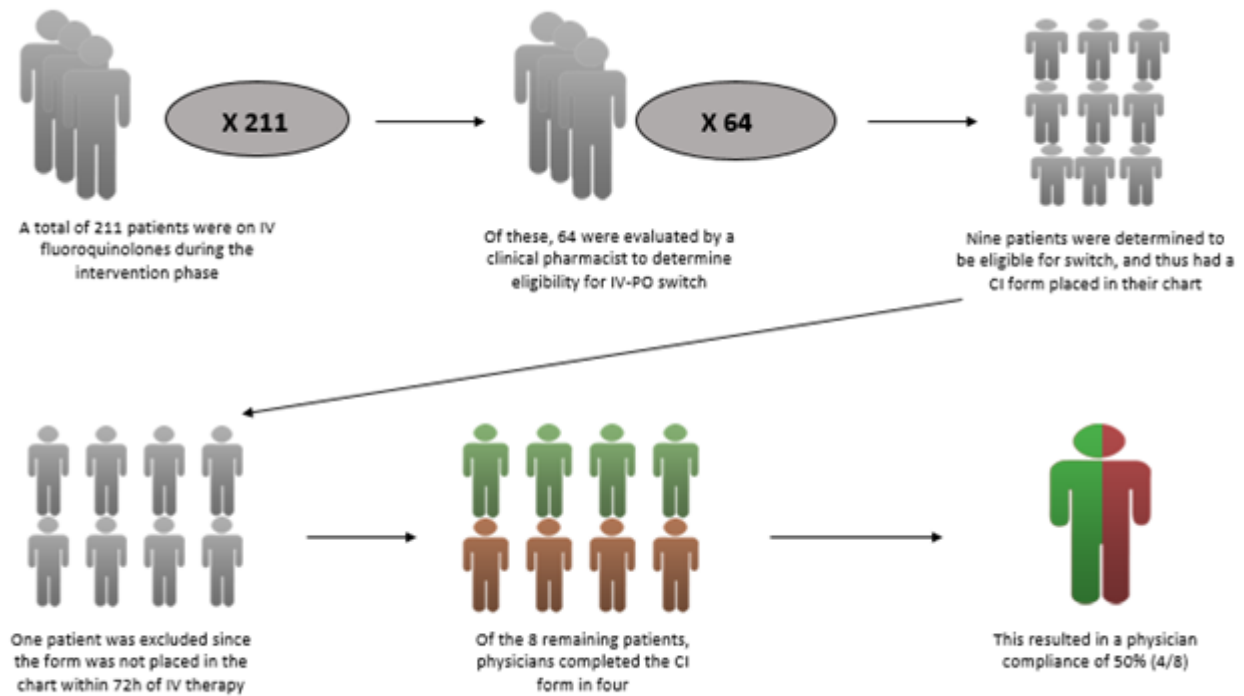 X 211
X 64
A total of 211 patients were on IV
fluoroquinolones during the
intervention phase
Of these, 64 were evaluated by a
clinical pharmacist to determine
eligibility for IV-PO switch
Nine patients were determined to
be eligible for switch, and thus had a
CI form placed in their chart
One patient was excluded since
the form was not placed in the
chart within 72h of IV therapy
Of the 8 remaining patients,
physicians completed the CI
form in four
This resulted in a physician
compliance of 50% (4/8)